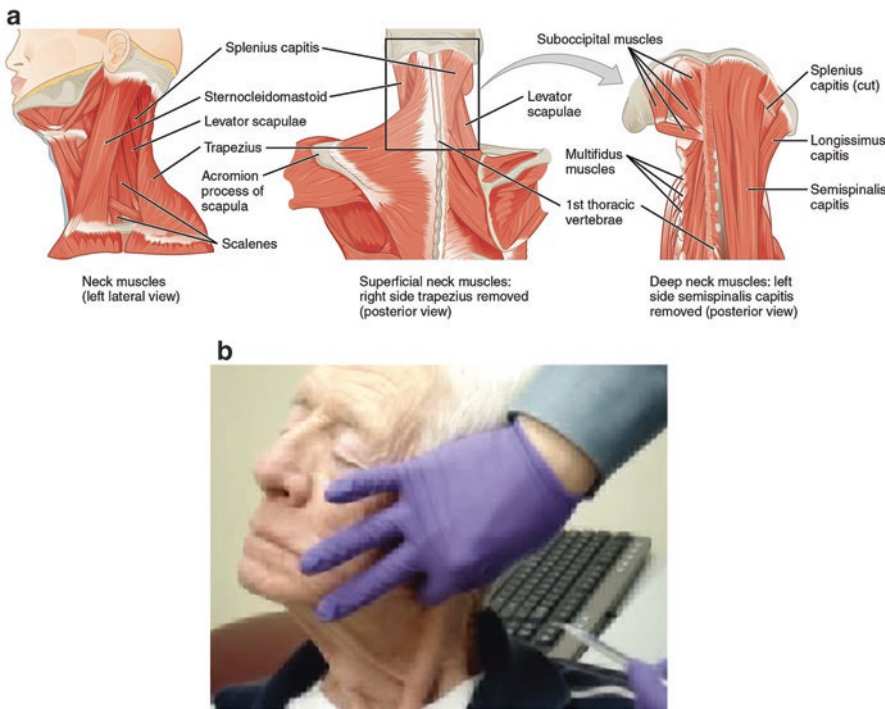 a
Splenius capitis
Sternocleidomastoid
Levator scapulae
Trapezius
Acromion
process of
scapula
Scalenes
Neck muscles
(left lateral view)
Levator
scapulae
1st thoracic
vertebrae
Superficial neck muscles:
right side trapezius removed
(posterior view)
Suboccipital muscles
Splenius
capitis (cut)
Multifidus
muscles
Longissimus
capitis
Semispinalis
capitis
Deep neck muscles: left
side semispinalis capitis
removed (posterior view)
b